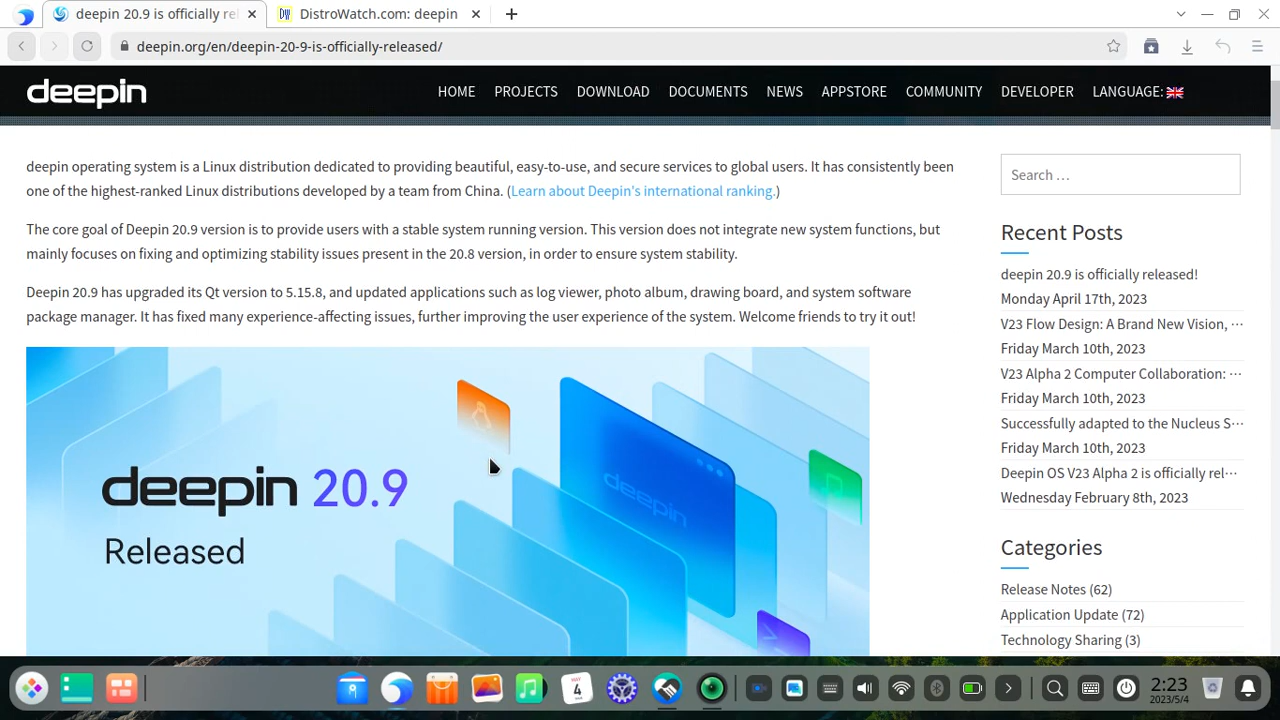 deepin 20.9 is officially re
DistroWatch.com: deepin
deepin.org/en/deepin-20-9-is-officially-released/
deepin
HOME PROJECTS DOWNLOAD DOCUMENTS NEWS APPSTORE COMMUNITY DEVELOPER LANGUAGE:
deepin operating system is a Linux distribution dedicated to providing beautiful, easy-to-use, and secure services to global users. It has consistently been
one of the highest-ranked Linux distributions developed by a team from China. (Learn about Deepin's international ranking.)
The core goal of Deepin 20.9 version is to provide users with a stable system running version. This version does not integrate new system functions, but
mainly focuses on fixing and optimizing stability issues present in the 20.8 version, in order to ensure system stability.
Deepin 20.9 has upgraded its Qt version to 5.15.8, and updated applications such as log viewer, photo album, drawing board, and system software
package manager. It has fixed many experience-affecting issues, further improving the user experience of the system. Welcome friends to try it out!
deepin 20.9
Released
deepin
Search …
Recent Posts
deepin 20.9 is officially released!
Monday April 17th, 2023
V23 Flow Design: A Brand New Vision, ···
Friday March 10th, 2023
V23 Alpha 2 Computer Collaboration: ···
Friday March 10th, 2023
Successfully adapted to the Nucleus S···
Friday March 10th, 2023
Deepin OS V23 Alpha 2 is officially rel···
Wednesday February 8th, 2023
Categories
Release Notes (62)
Application Update (72)
Technology Sharing (3)
MAY
4
2:23
2023/5/4